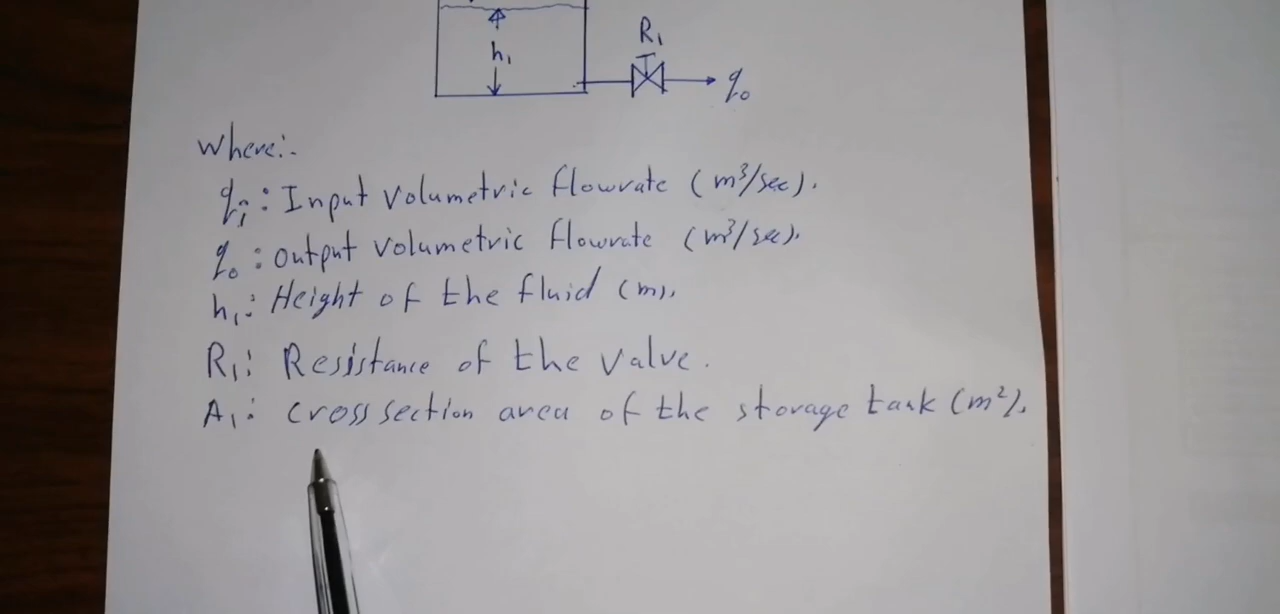 R₁
h₁
q₀
Where:-
qᵢ: Input volumetric flowrate (m³/sec).
q₀: output volumetric flowrate (m³/sec).
h₁: Height of the fluid (m).
R₁: Resistance of the valve.
A₁: cross section area of the storage tank (m²).